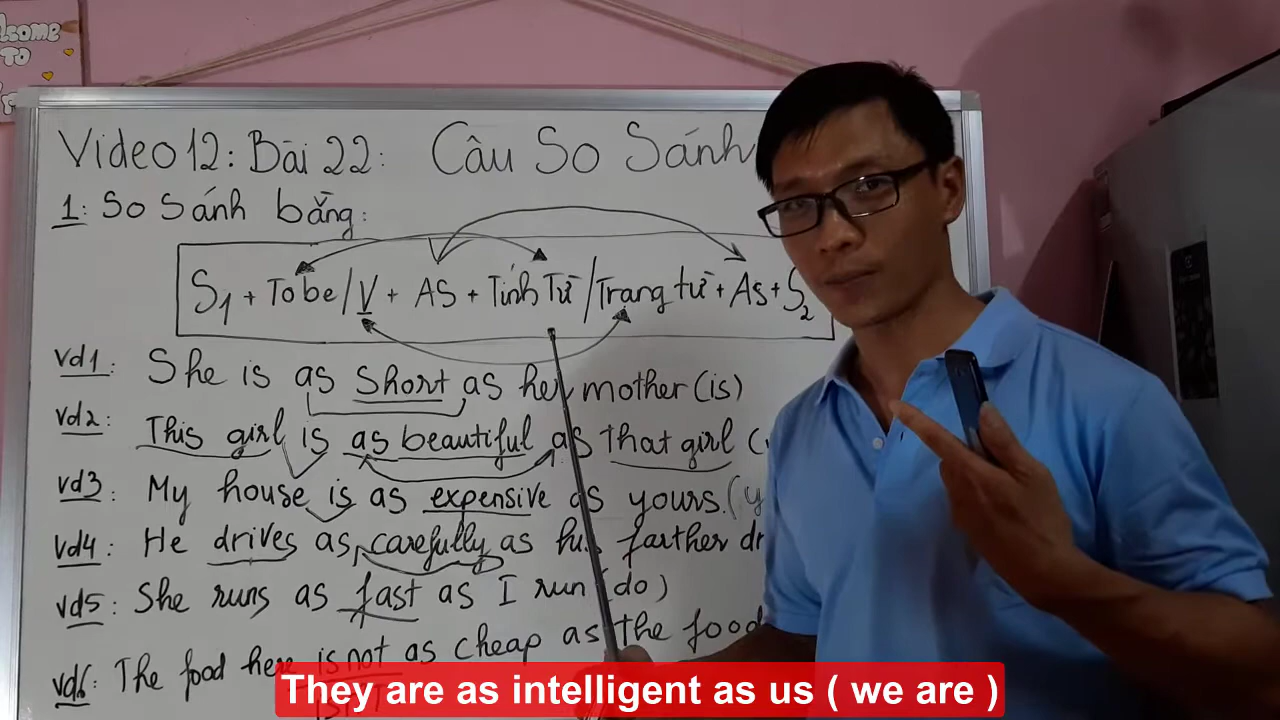 Welcome
TO
Video 12: Bài 22: Câu So Sánh
1: So Sánh bằng:
S1 + Tobe / V + AS + Tính Từ / Trạng từ + As + S2
vd1: She is as short as her mother (is)
vd2: This girl is as beautiful as that girl (
vd3: My house is as expensive as yours. (y
vd4: He drives as carefully as his farther dr
vd5: She runs as fast as I run (do)
vd6: The food here is not as cheap as the food
They are as intelligent as us ( we are )